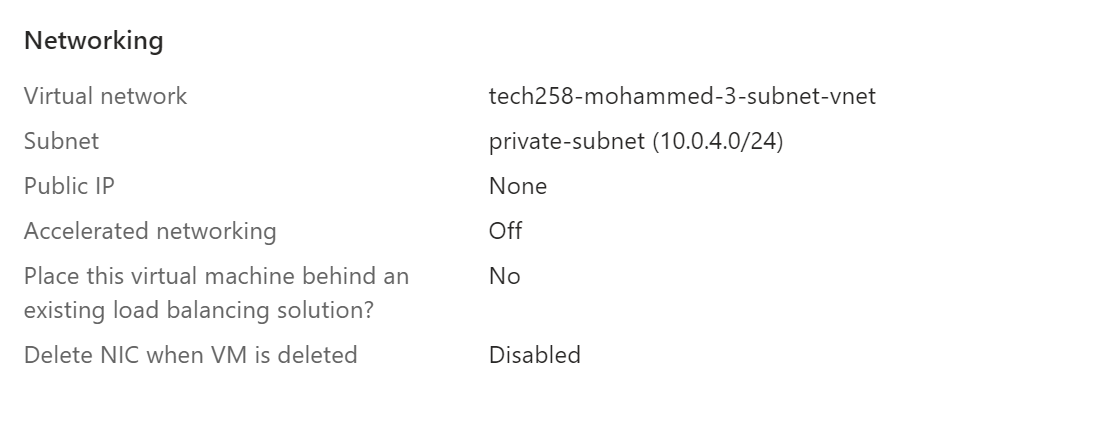 Networking
Virtual network tech258-mohammed-3-subnet-vnet
Subnet private-subnet (10.0.4.0/24)
Public IP None
Accelerated networking Off
Place this virtual machine behind an No
existing load balancing solution?
Delete NIC when VM is deleted Disabled